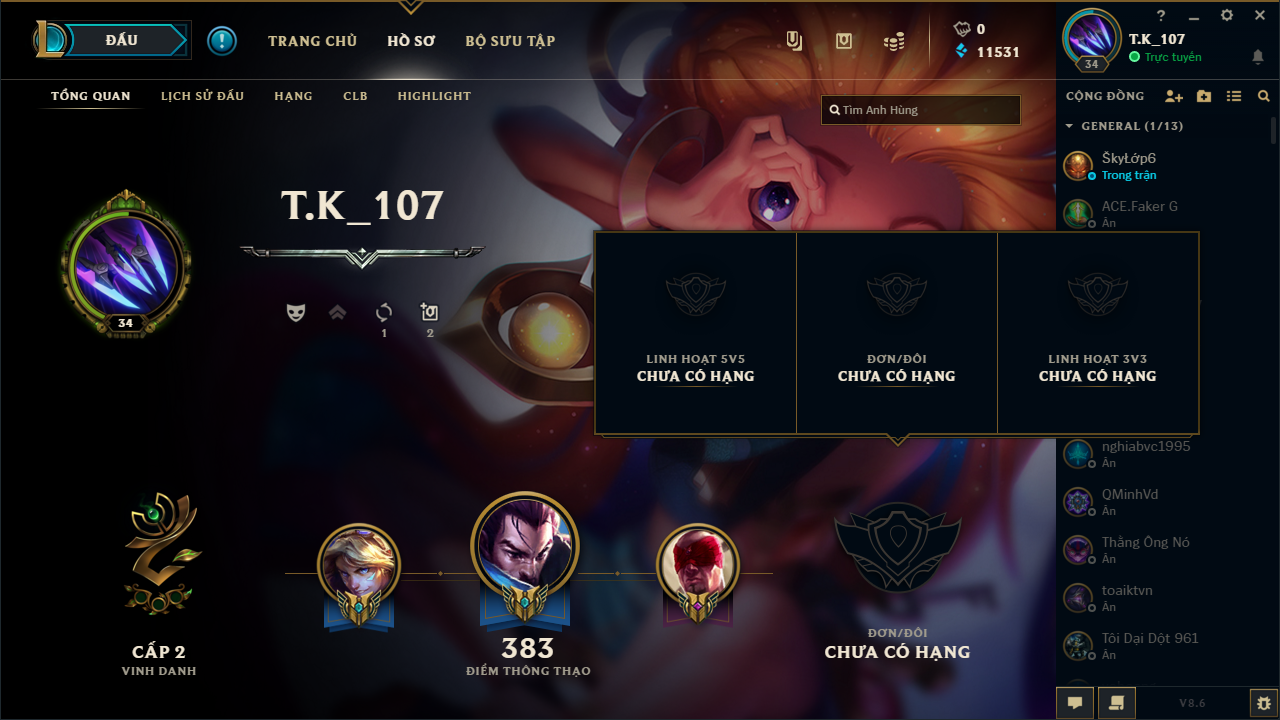 ĐẤU
TRANG CHỦ
HỒ SƠ
BỘ SƯU TẬP
0
11531
?
T.K_107
Trực tuyến
34
TỔNG QUAN
LỊCH SỬ ĐẤU
HẠNG
CLB
HIGHLIGHT
Tìm Anh Hùng
CỘNG ĐỒNG
GENERAL (1/13)
ŠkyŁớp6
Trong trận
ACE.Faker G
Ẩn
T.K_107
34
1
2
LINH HOẠT 5V5
CHƯA CÓ HẠNG
ĐƠN/ĐÔI
CHƯA CÓ HẠNG
LINH HOẠT 3V3
CHƯA CÓ HẠNG
nghiabvc1995
Ẩn
QMinhVd
Ẩn
Thằng Ông Nó
Ẩn
toaiktvn
Ẩn
Tôi Dại Dột 961
Ẩn
CẤP 2
VINH DANH
383
ĐIỂM THÔNG THẠO
ĐƠN/ĐÔI
CHƯA CÓ HẠNG
V8.6